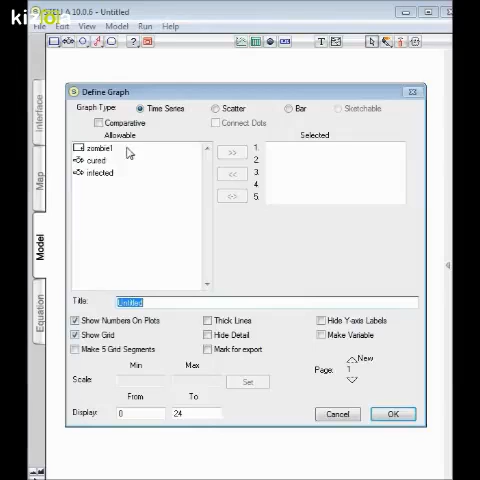 kizoa
STELLA 10.0.6 - Untitled
File Edit View Model Run Help
Define Graph
Graph Type: Time Series Scatter Bar Sketchable
Comparative Connect Dots
Allowable Selected
zombie1
cured
infected
>>
<<
<->
1.
2.
3.
4.
5.
Title: Untitled
Show Numbers On Plots Thick Lines Hide Y-axis Labels
Show Grid Hide Detail Make Variable
Make 5 Grid Segments Mark for export
Min Max
Scale: Set
From To
Display: 0 24
New
Page: 1
Cancel OK
Interface
Map
Model
Equation